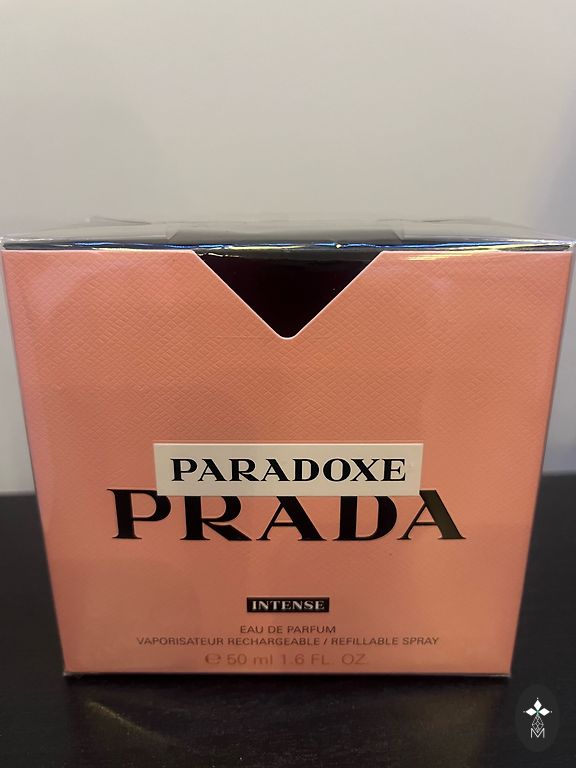 PARADOXE
PRADA
INTENSE
EAU DE PARFUM
VAPORISATEUR RECHARGEABLE / REFILLABLE SPRAY
℮ 50 ml 1.6 FL. OZ.
M